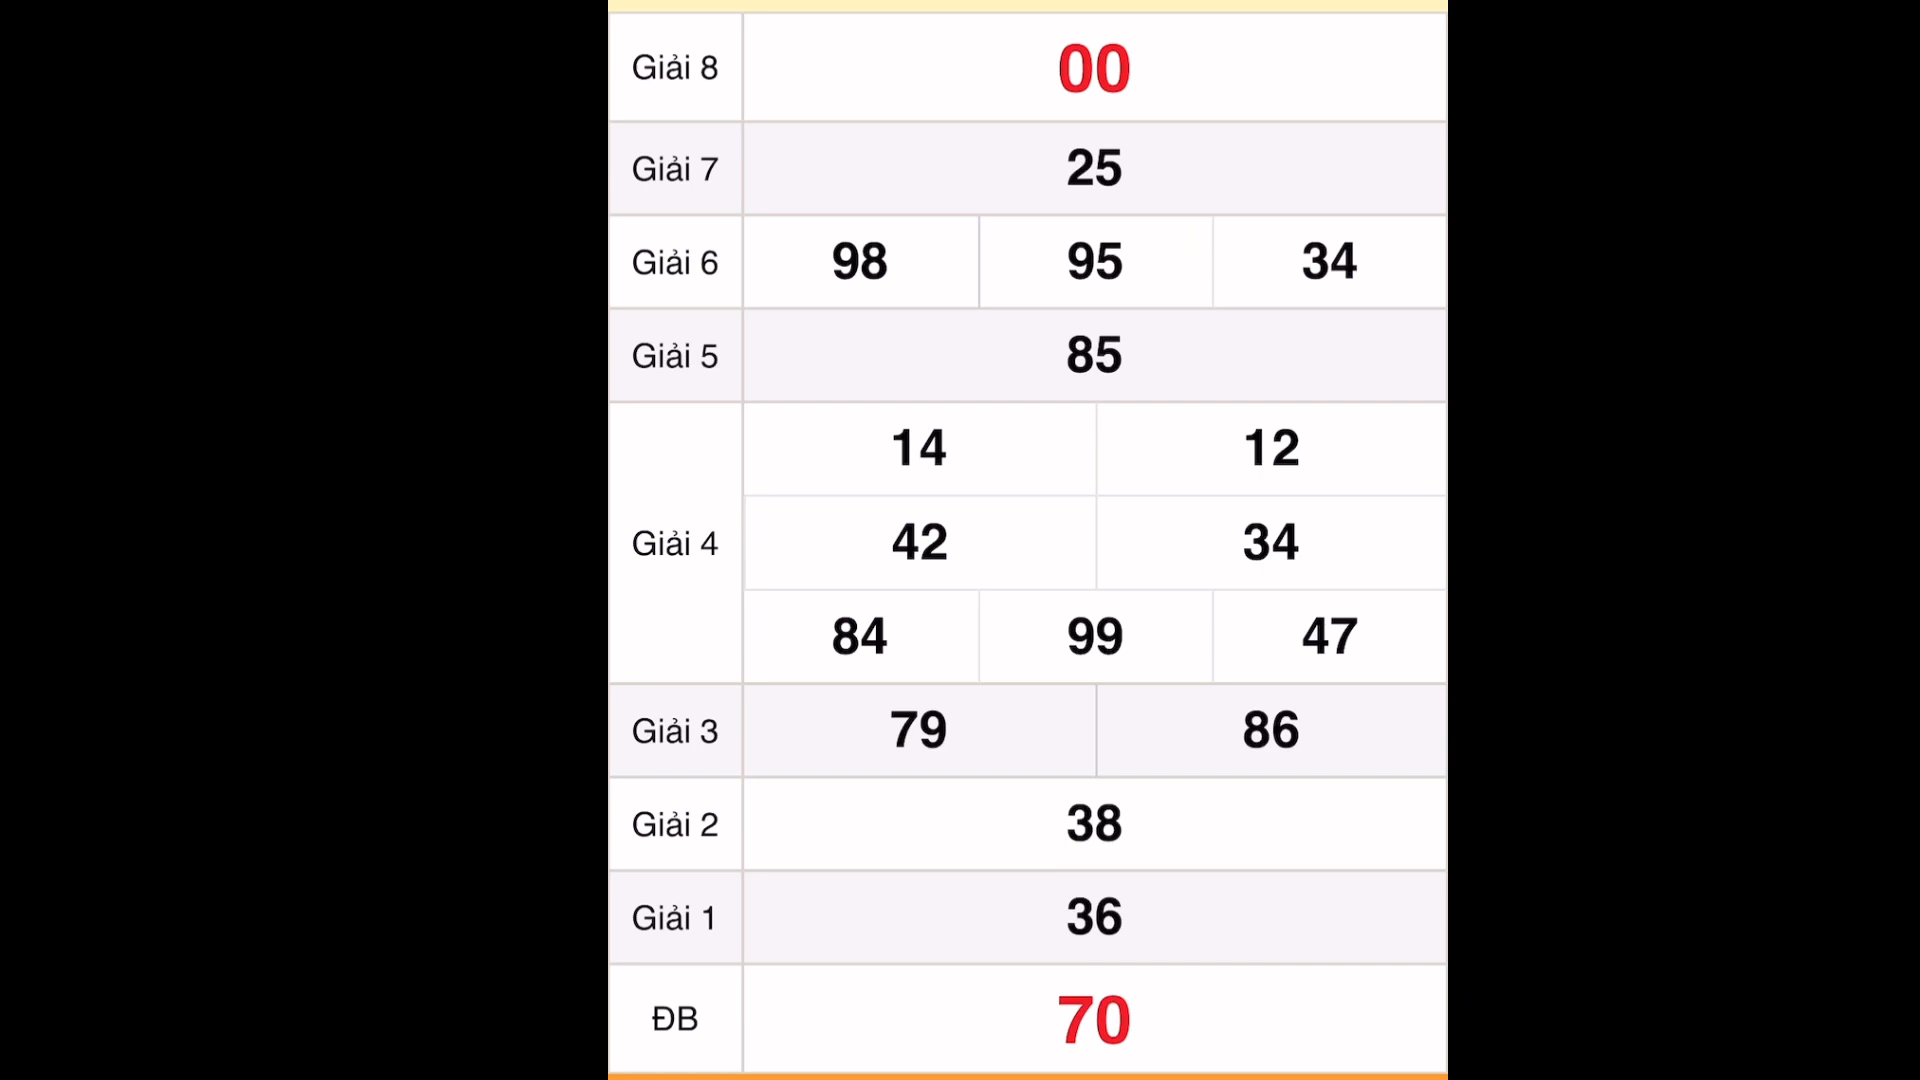 Giải 8 00
Giải 7 25
Giải 6 98 95 34
Giải 5 85
14 12
Giải 4 42 34
84 99 47
Giải 3 79 86
Giải 2 38
Giải 1 36
ĐB 70